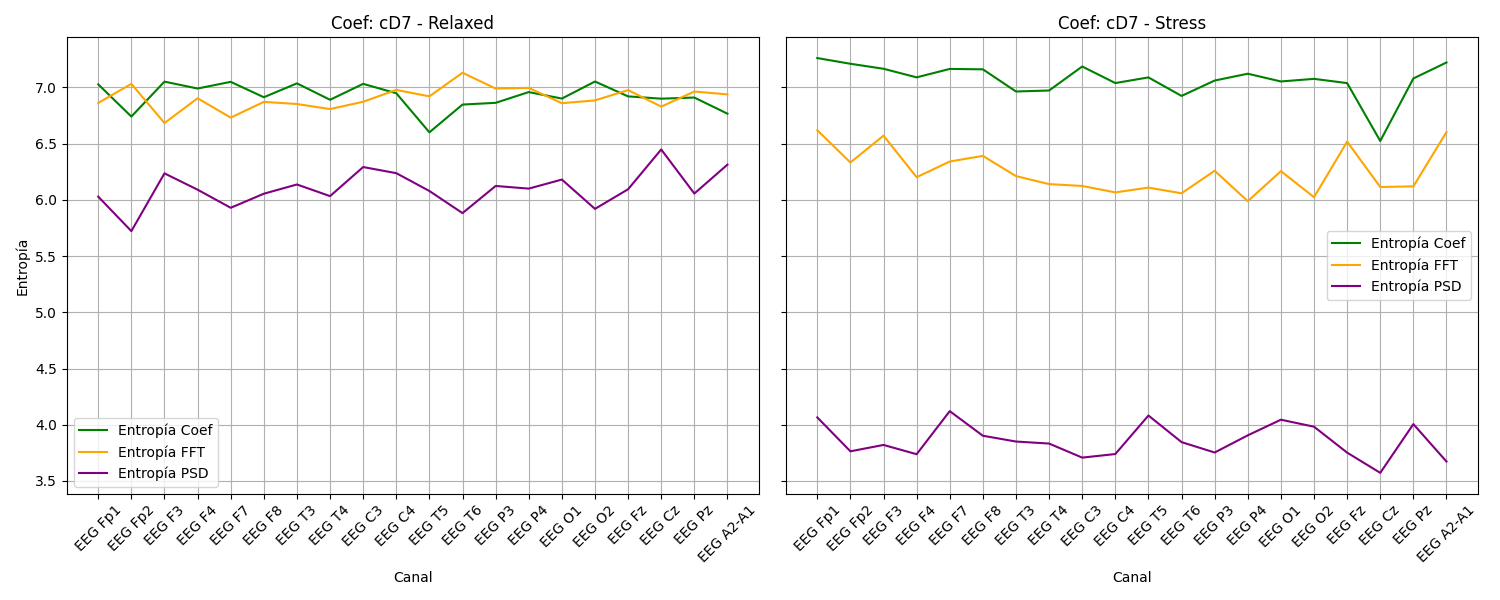 Coef: cD7 - Relaxed
Entropía
7.0
6.5
6.0
5.5
5.0
4.5
4.0
3.5
Entropía Coef
Entropía FFT
Entropía PSD
EEG Fp1
EEG Fp2
EEG F3
EEG F4
EEG F7
EEG F8
EEG T3
EEG T4
EEG C3
EEG C4
EEG T5
EEG T6
EEG P3
EEG P4
EEG O1
EEG O2
EEG Fz
EEG Cz
EEG Pz
EEG A2-A1
Canal
Coef: cD7 - Stress
Entropía Coef
Entropía FFT
Entropía PSD
EEG Fp1
EEG Fp2
EEG F3
EEG F4
EEG F7
EEG F8
EEG T3
EEG T4
EEG C3
EEG C4
EEG T5
EEG T6
EEG P3
EEG P4
EEG O1
EEG O2
EEG Fz
EEG Cz
EEG Pz
EEG A2-A1
Canal